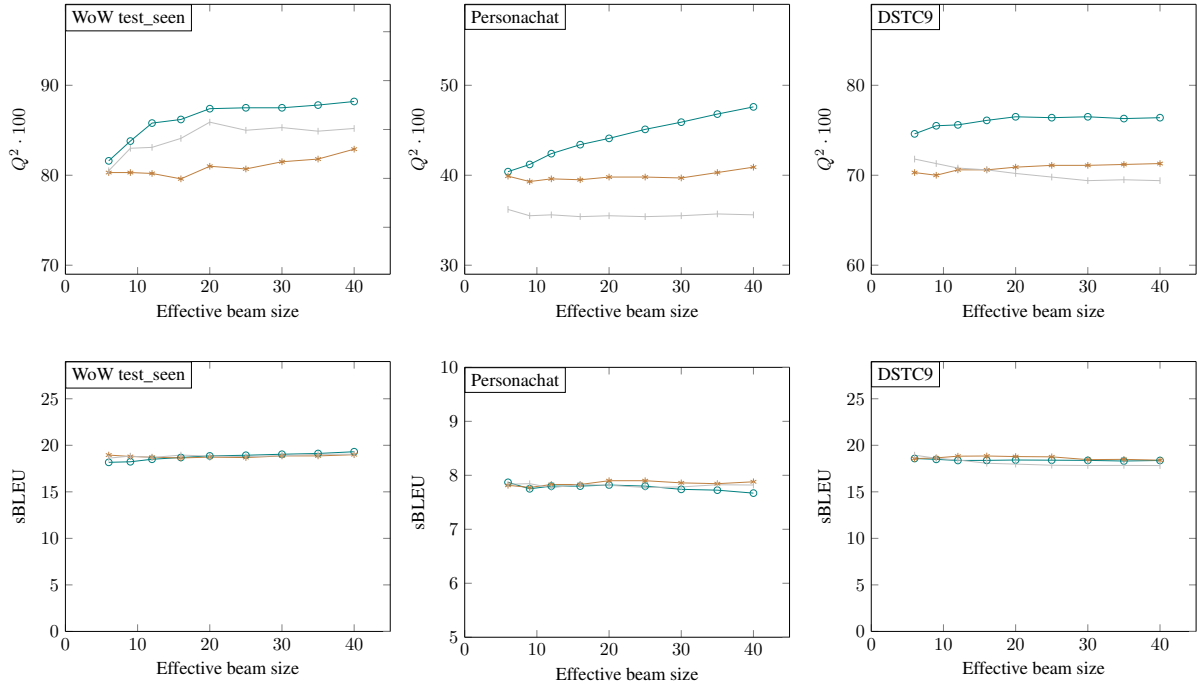 WoW test_seen
90
80
70
0 10 20 30 40
Q² · 100
Effective beam size
Personachat
50
40
30
0 10 20 30 40
Q² · 100
Effective beam size
DSTC9
80
70
60
0 10 20 30 40
Q² · 100
Effective beam size
WoW test_seen
25
20
15
10
5
0
0 10 20 30 40
sBLEU
Effective beam size
Personachat
10
9
8
7
6
5
0 10 20 30 40
sBLEU
Effective beam size
DSTC9
25
20
15
10
5
0
0 10 20 30 40
sBLEU
Effective beam size